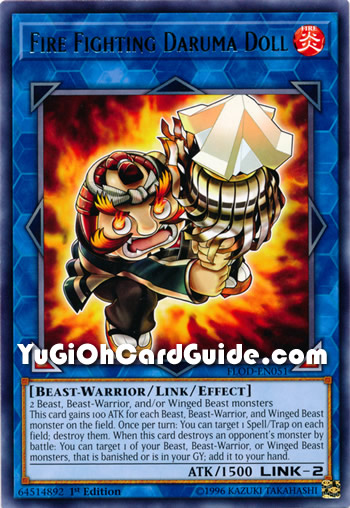 FIRE FIGHTING DARUMA DOLL
FIRE
炎
YuGiOhCardGuide.com
FLOD-EN051
[BEAST-WARRIOR/LINK/EFFECT]
2 Beast, Beast-Warrior, and/or Winged Beast monsters
This card gains 100 ATK for each Beast, Beast-Warrior, and Winged Beast
monster on the field. Once per turn: You can target 1 Spell/Trap on each
field; destroy them. When this card destroys an opponent's monster
by battle: You can target 1 of your Beast, Beast-Warrior, or Winged Beast
monsters, that is banished or is in your GY; add it to your hand.
ATK/1500 LINK-2
64514892 1st Edition ©1996 KAZUKI TAKAHASHI